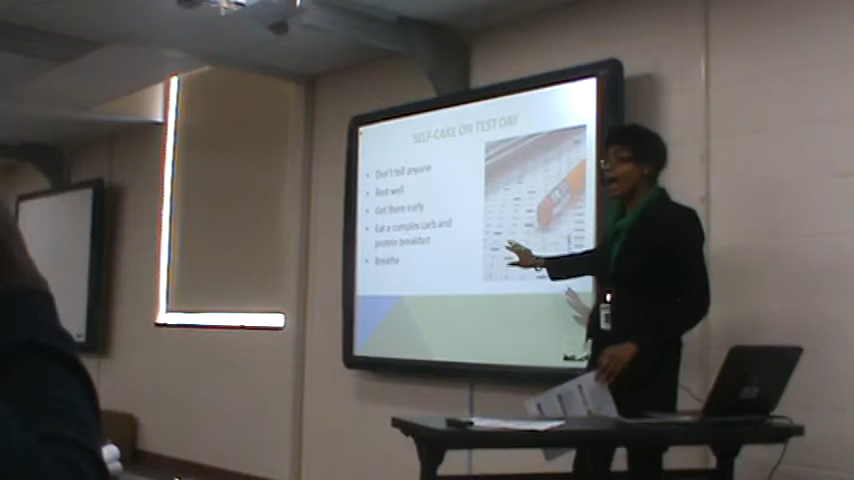 SELF-CARE ON TEST DAY
• Don't tell anyone
• Rest well
• Get there early
• Eat a complex carb and
protein breakfast
• Breathe